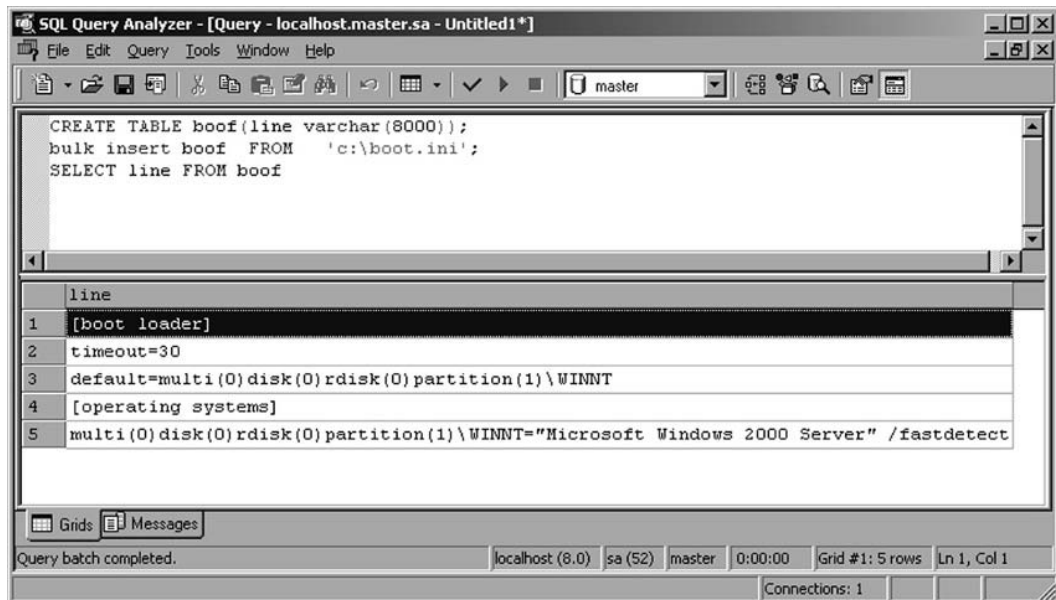 SQL Query Analyzer - [Query - localhost.master.sa - Untitled1*]
File Edit Query Tools Window Help
master
CREATE TABLE boof(line varchar(8000));
bulk insert boof  FROM   'c:\boot.ini';
SELECT line FROM boof
line
1 [boot loader]
2 timeout=30
3 default=multi(0)disk(0)rdisk(0)partition(1)\WINNT
4 [operating systems]
5 multi(0)disk(0)rdisk(0)partition(1)\WINNT="Microsoft Windows 2000 Server" /fastdetect
Grids Messages
Query batch completed. localhost (8.0) sa (52) master 0:00:00 Grid #1: 5 rows Ln 1, Col 1
Connections: 1